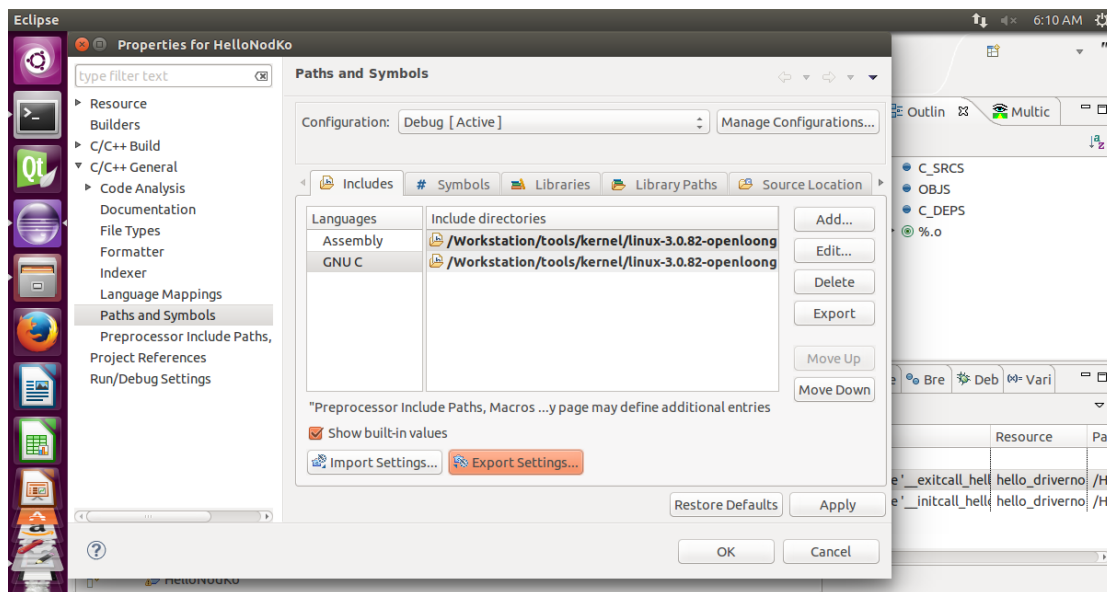 Eclipse
6:10 AM
Properties for HelloNodKo
type filter text
Resource
Builders
C/C++ Build
C/C++ General
Code Analysis
Documentation
File Types
Formatter
Indexer
Language Mappings
Paths and Symbols
Preprocessor Include Paths,
Project References
Run/Debug Settings
Paths and Symbols
Configuration: Debug [ Active ]
Manage Configurations...
Includes # Symbols Libraries Library Paths Source Location
Languages Include directories
Assembly /Workstation/tools/kernel/linux-3.0.82-openloong
GNU C /Workstation/tools/kernel/linux-3.0.82-openloong
Add...
Edit...
Delete
Export
Move Up
Move Down
"Preprocessor Include Paths, Macros ...y page may define additional entries
Show built-in values
Import Settings... Export Settings...
Restore Defaults Apply
OK Cancel
Outlin Multic
C_SRCS
OBJS
C_DEPS
%.o
Bre Deb Vari
Resource Pa
e '__exitcall_hell hello_driverno /H
e '__initcall_hell hello_driverno /H
HelloNodKo
Qt